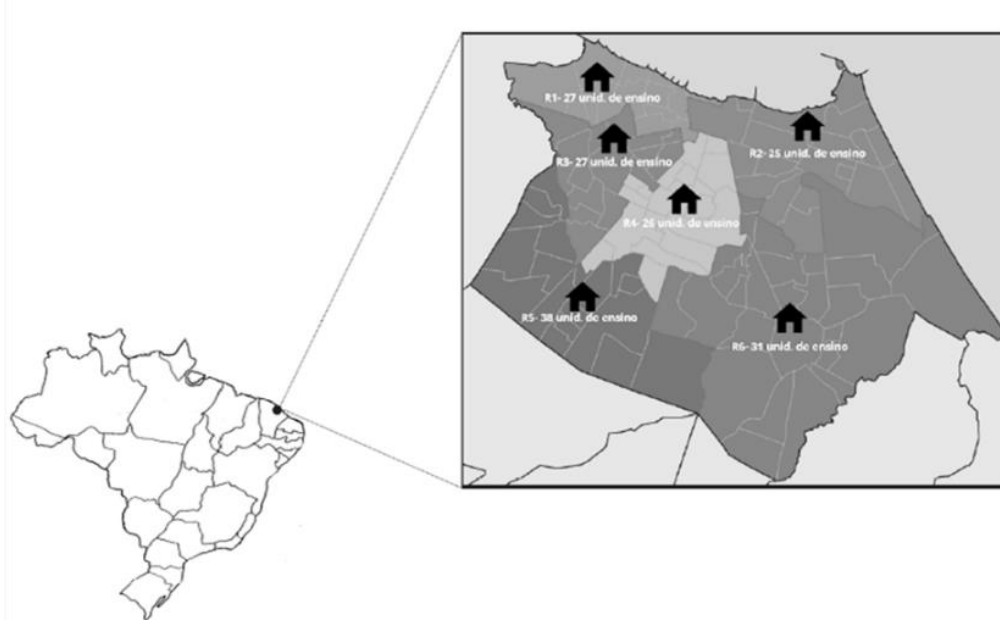 R1- 27 unid. de ensino
R2- 25 unid. de ensino
R3- 27 unid. de ensino
R4- 26 unid. de ensino
R5- 38 unid. de ensino
R6- 31 unid. de ensino